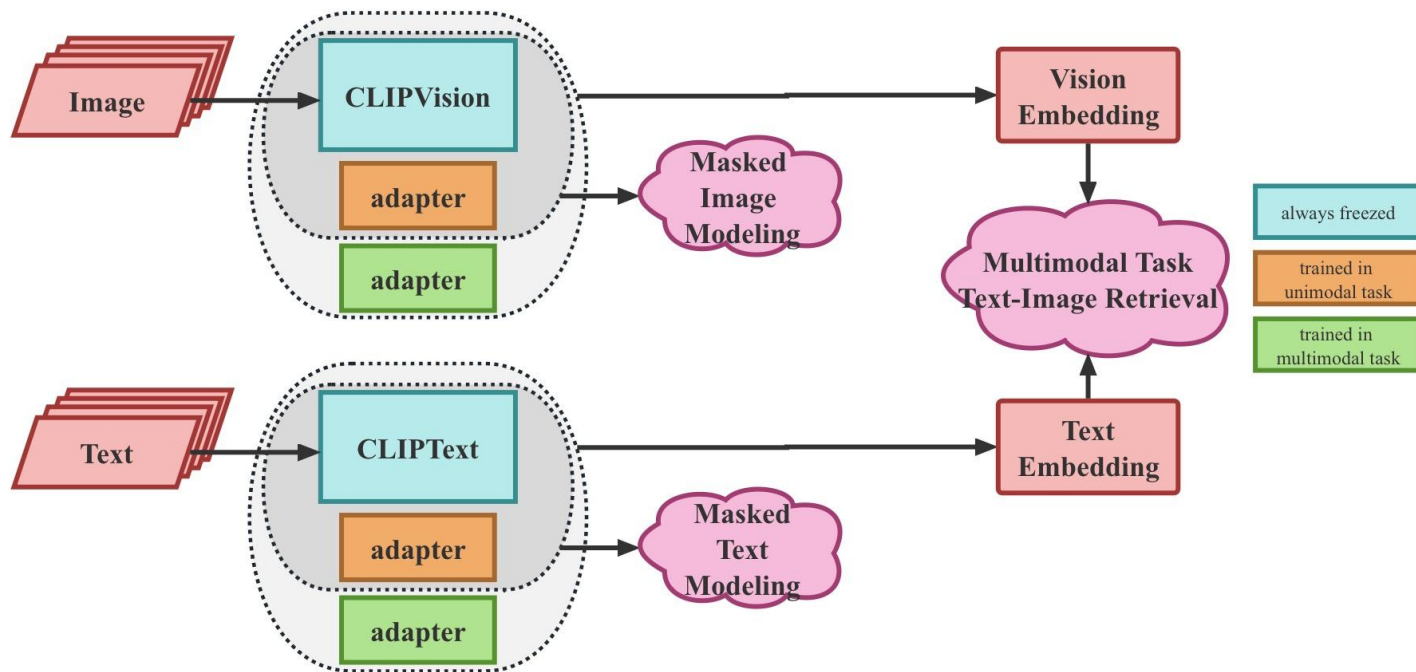 Image
CLIPVision
adapter
adapter
Masked
Image
Modeling
Vision
Embedding
Multimodal Task
Text-Image Retrieval
always freezed
trained in
unimodal task
trained in
multimodal task
Text
CLIPText
adapter
adapter
Masked
Text
Modeling
Text
Embedding